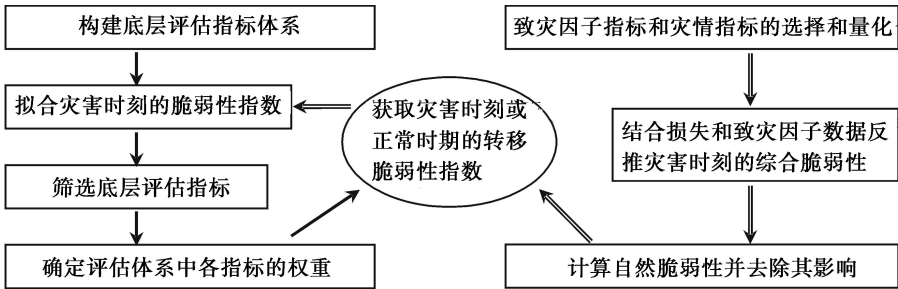 构建底层评估指标体系
拟合灾害时刻的脆弱性指数
筛选底层评估指标
确定评估体系中各指标的权重
获取灾害时刻或
正常时期的转移
脆弱性指数
致灾因子指标和灾情指标的选择和量化
结合损失和致灾因子数据反
推灾害时刻的综合脆弱性
计算自然脆弱性并去除其影响